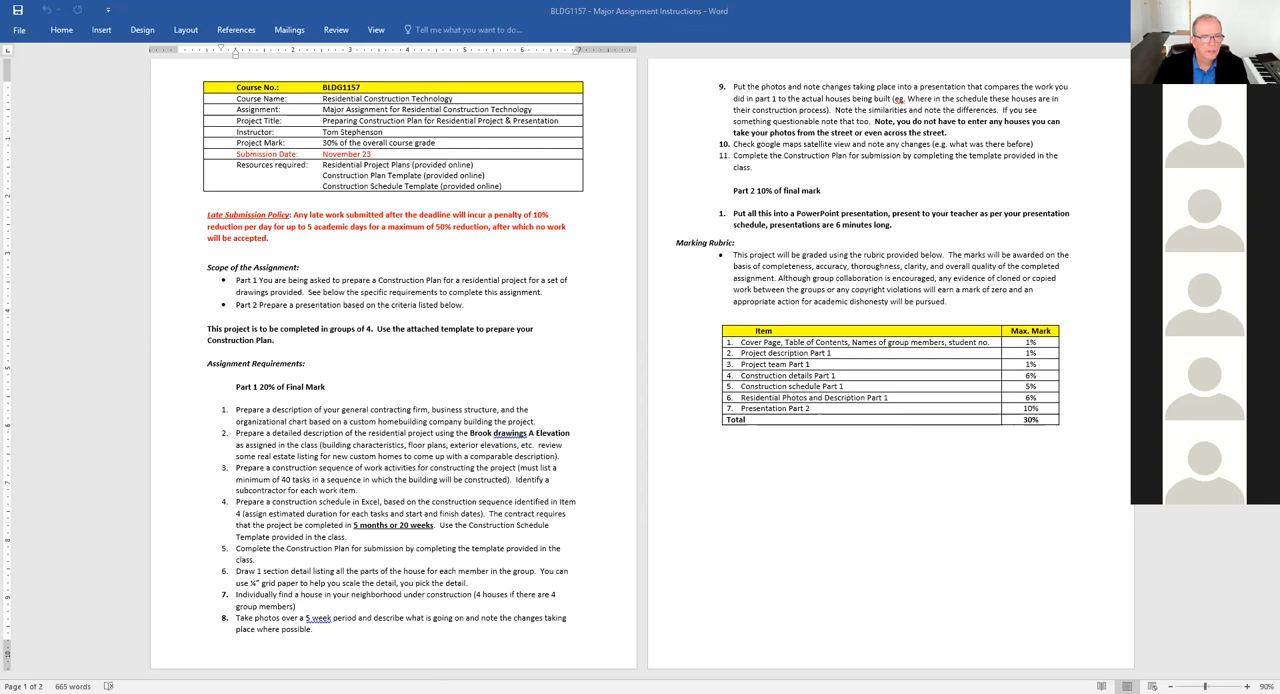 BLDG1157 - Major Assignment Instructions - Word
File Home Insert Design Layout References Mailings Review View Tell me what you want to do...
Course No.: BLDG1157
Course Name: Residential Construction Technology
Assignment: Major Assignment for Residential Construction Technology
Project Title: Preparing Construction Plan for Residential Project & Presentation
Instructor: Tom Stephenson
Project Mark: 30% of the overall course grade
Submission Date: November 23
Resources required: Residential Project Plans (provided online)
Construction Plan Template (provided online)
Construction Schedule Template (provided online)
Late Submission Policy: Any late work submitted after the deadline will incur a penalty of 10%
reduction per day for up to 5 academic days for a maximum of 50% reduction, after which no work
will be accepted.
Scope of the Assignment:
• Part 1 You are being asked to prepare a Construction Plan for a residential project for a set of
drawings provided. See below the specific requirements to complete this assignment.
• Part 2 Prepare a presentation based on the criteria listed below.
This project is to be completed in groups of 4. Use the attached template to prepare your
Construction Plan.
Assignment Requirements:
Part 1 20% of Final Mark
1. Prepare a description of your general contracting firm, business structure, and the
organizational chart based on a custom homebuilding company building the project.
2. Prepare a detailed description of the residential project using the Brook drawings A Elevation
as assigned in the class (building characteristics, floor plans, exterior elevations, etc. review
some real estate listing for new custom homes to come up with a comparable description).
3. Prepare a construction sequence of work activities for constructing the project (must list a
minimum of 40 tasks in a sequence in which the building will be constructed). Identify a
subcontractor for each work item.
4. Prepare a construction schedule in Excel, based on the construction sequence identified in Item
4 (assign estimated duration for each tasks and start and finish dates). The contract requires
that the project be completed in 5 months or 20 weeks. Use the Construction Schedule
Template provided in the class.
5. Complete the Construction Plan for submission by completing the template provided in the
class.
6. Draw 1 section detail listing all the parts of the house for each member in the group. You can
use ¼" grid paper to help you scale the detail, you pick the detail.
7. Individually find a house in your neighborhood under construction (4 houses if there are 4
group members)
8. Take photos over a 5 week period and describe what is going on and note the changes taking
place where possible.
9. Put the photos and note changes taking place into a presentation that compares the work you
did in part 1 to the actual houses being built (eg. Where in the schedule these houses are in
their construction process). Note the similarities and note the differences. If you see
something questionable note that too. Note, you do not have to enter any houses you can
take your photos from the street or even across the street.
10. Check google maps satellite view and note any changes (e.g. what was there before)
11. Complete the Construction Plan for submission by completing the template provided in the
class.
Part 2 10% of final mark
1. Put all this into a PowerPoint presentation, present to your teacher as per your presentation
schedule, presentations are 6 minutes long.
Marking Rubric:
• This project will be graded using the rubric provided below. The marks will be awarded on the
basis of completeness, accuracy, thoroughness, clarity, and overall quality of the completed
assignment. Although group collaboration is encouraged, any evidence of cloned or copied
work between the groups or any copyright violations will earn a mark of zero and an
appropriate action for academic dishonesty will be pursued.
Item Max. Mark
1. Cover Page, Table of Contents, Names of group members, student no. 1%
2. Project description Part 1 1%
3. Project team Part 1 1%
4. Construction details Part 1 6%
5. Construction schedule Part 1 5%
6. Residential Photos and Description Part 1 6%
7. Presentation Part 2 10%
Total 30%
Page 1 of 2 665 words 90%